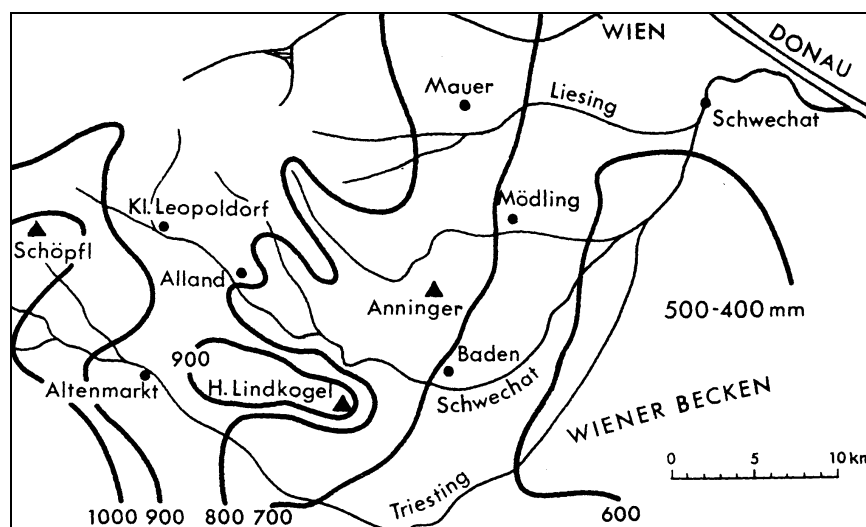 WIEN
DONAU
Mauer
Liesing
Schwechat
Kl. Leopoldorf
Mödling
Schöpfl
Alland
Anninger
500-400 mm
900
H. Lindkogel
Baden
Altenmarkt
Schwechat
WIENER BECKEN
0 5 10 km
Triesting
1000 900 800 700
600